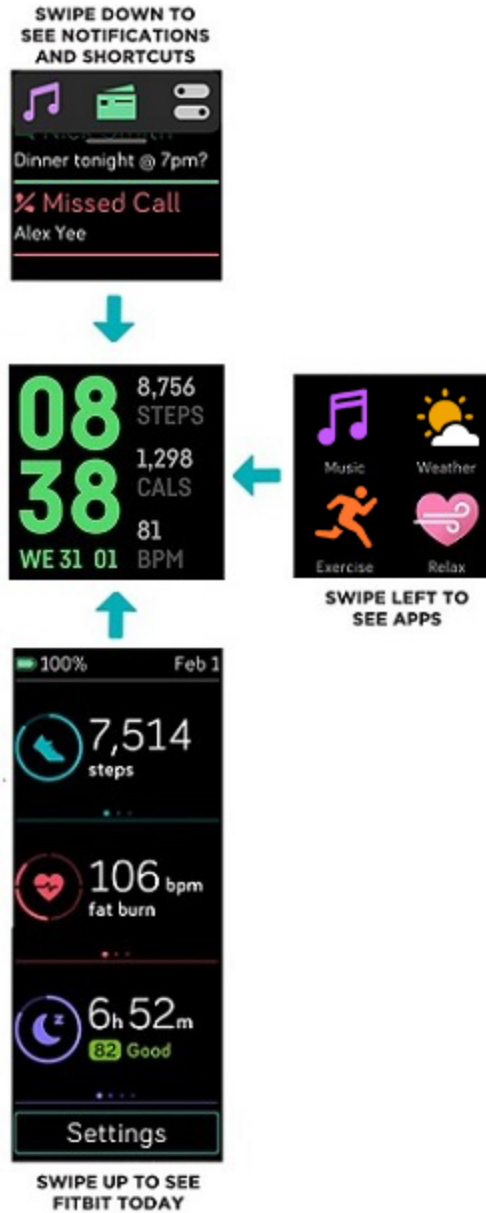 SWIPE DOWN TO
SEE NOTIFICATIONS
AND SHORTCUTS
Dinner tonight @ 7pm?
Missed Call
Alex Yee
08
38
WE 31 01
8,756
STEPS
1,298
CALS
81
BPM
Music
Weather
Exercise
Relax
SWIPE LEFT TO
SEE APPS
100% Feb 1
7,514
steps
106 bpm
fat burn
6h 52m
82 Good
Settings
SWIPE UP TO SEE
FITBIT TODAY